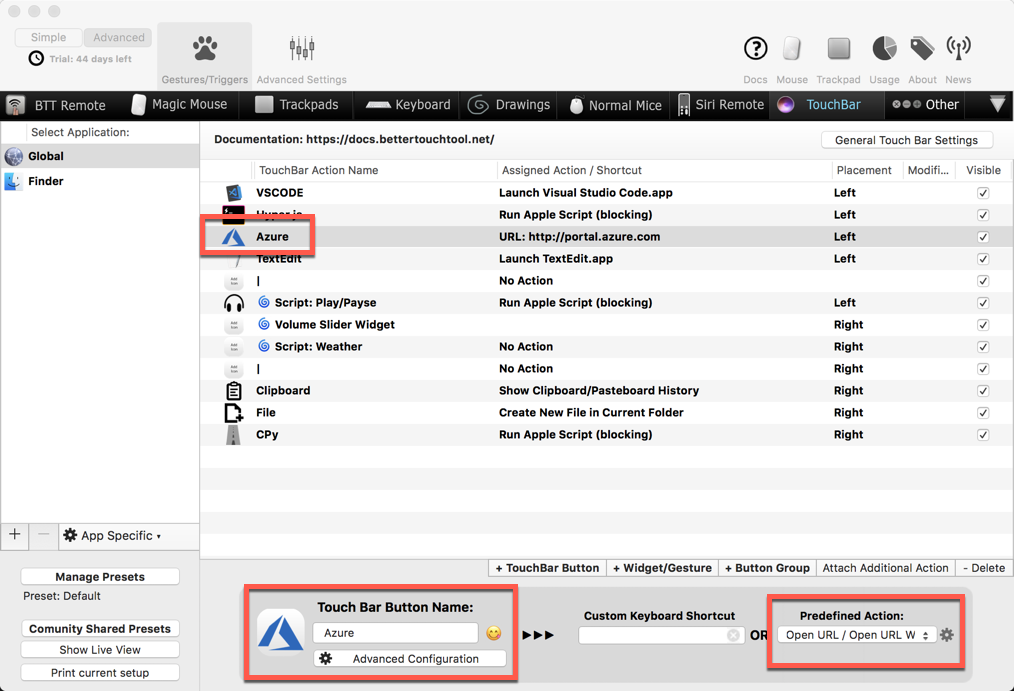 Simple Advanced
Trial: 44 days left
Gestures/Triggers Advanced Settings
Docs Mouse Trackpad Usage About News
BTT Remote Magic Mouse Trackpads Keyboard Drawings Normal Mice Siri Remote TouchBar Other
Select Application:
Global
Finder
Documentation: https://docs.bettertouchtool.net/ General Touch Bar Settings
TouchBar Action Name Assigned Action / Shortcut Placement Modifi... Visible
VSCODE Launch Visual Studio Code.app Left
Hyper.js Run Apple Script (blocking) Left
Azure URL: http://portal.azure.com Left
TextEdit Launch TextEdit.app Left
| No Action
Script: Play/Payse Run Apple Script (blocking) Left
Volume Slider Widget Right
Script: Weather No Action Right
| No Action Right
Clipboard Show Clipboard/Pasteboard History Right
File Create New File in Current Folder Right
CPy Run Apple Script (blocking) Right
+ − App Specific
+ TouchBar Button + Widget/Gesture + Button Group Attach Additional Action - Delete
Manage Presets
Preset: Default
Comunity Shared Presets
Show Live View
Print current setup
Touch Bar Button Name:
Azure
Advanced Configuration
Custom Keyboard Shortcut
OR
Predefined Action:
Open URL / Open URL W